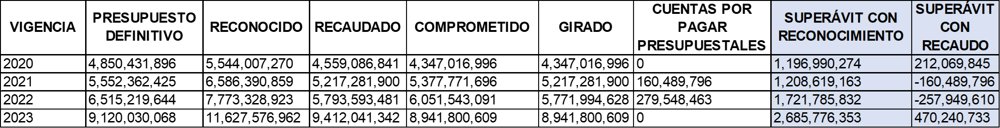 VIGENCIA PRESUPUESTO DEFINITIVO RECONOCIDO RECAUDADO COMPROMETIDO GIRADO CUENTAS POR PAGAR PRESUPUESTALES SUPERÁVIT CON RECONOCIMIENTO SUPERÁVIT CON RECAUDO
2020 4,850,431,896 5,544,007,270 4,559,086,841 4,347,016,996 4,347,016,996 0 1,196,990,274 212,069,845
2021 5,552,362,425 6,586,390,859 5,217,281,900 5,377,771,696 5,217,281,900 160,489,796 1,208,619,163 -160,489,796
2022 6,515,219,644 7,773,328,923 5,793,593,481 6,051,543,091 5,771,994,628 279,548,463 1,721,785,832 -257,949,610
2023 9,120,030,068 11,627,576,962 9,412,041,342 8,941,800,609 8,941,800,609 0 2,685,776,353 470,240,733